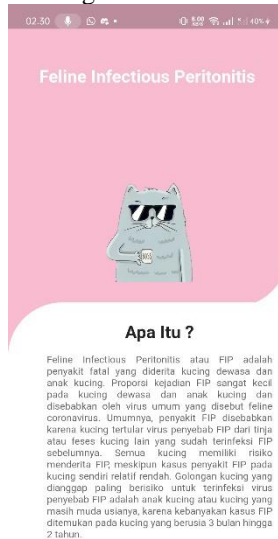 02.30
40%
Feline Infectious Peritonitis
Apa Itu ?
Feline Infectious Peritonitis atau FIP adalah
penyakit fatal yang diderita kucing dewasa dan
anak kucing. Proporsi kejadian FIP sangat kecil
pada kucing dewasa dan anak kucing dan
disebabkan oleh virus umum yang disebut feline
coronavirus. Umumnya, penyakit FIP disebabkan
karena kucing tertular virus penyebab FIP dari tinja
atau feses kucing lain yang sudah terinfeksi FIP
sebelumnya. Semua kucing memiliki risiko
menderita FIP, meskipun kasus penyakit FIP pada
kucing sendiri relatif rendah. Golongan kucing yang
dianggap paling berisiko untuk terinfeksi virus
penyebab FIP adalah anak kucing atau kucing yang
masih muda usianya, karena kebanyakan kasus FIP
ditemukan pada kucing yang berusia 3 bulan hingga
2 tahun.